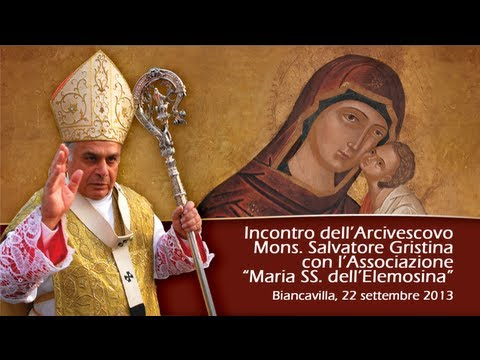 Incontro dell'Arcivescovo
Mons. Salvatore Gristina
con l'Associazione
"Maria SS. dell'Elemosina"
Biancavilla, 22 settembre 2013